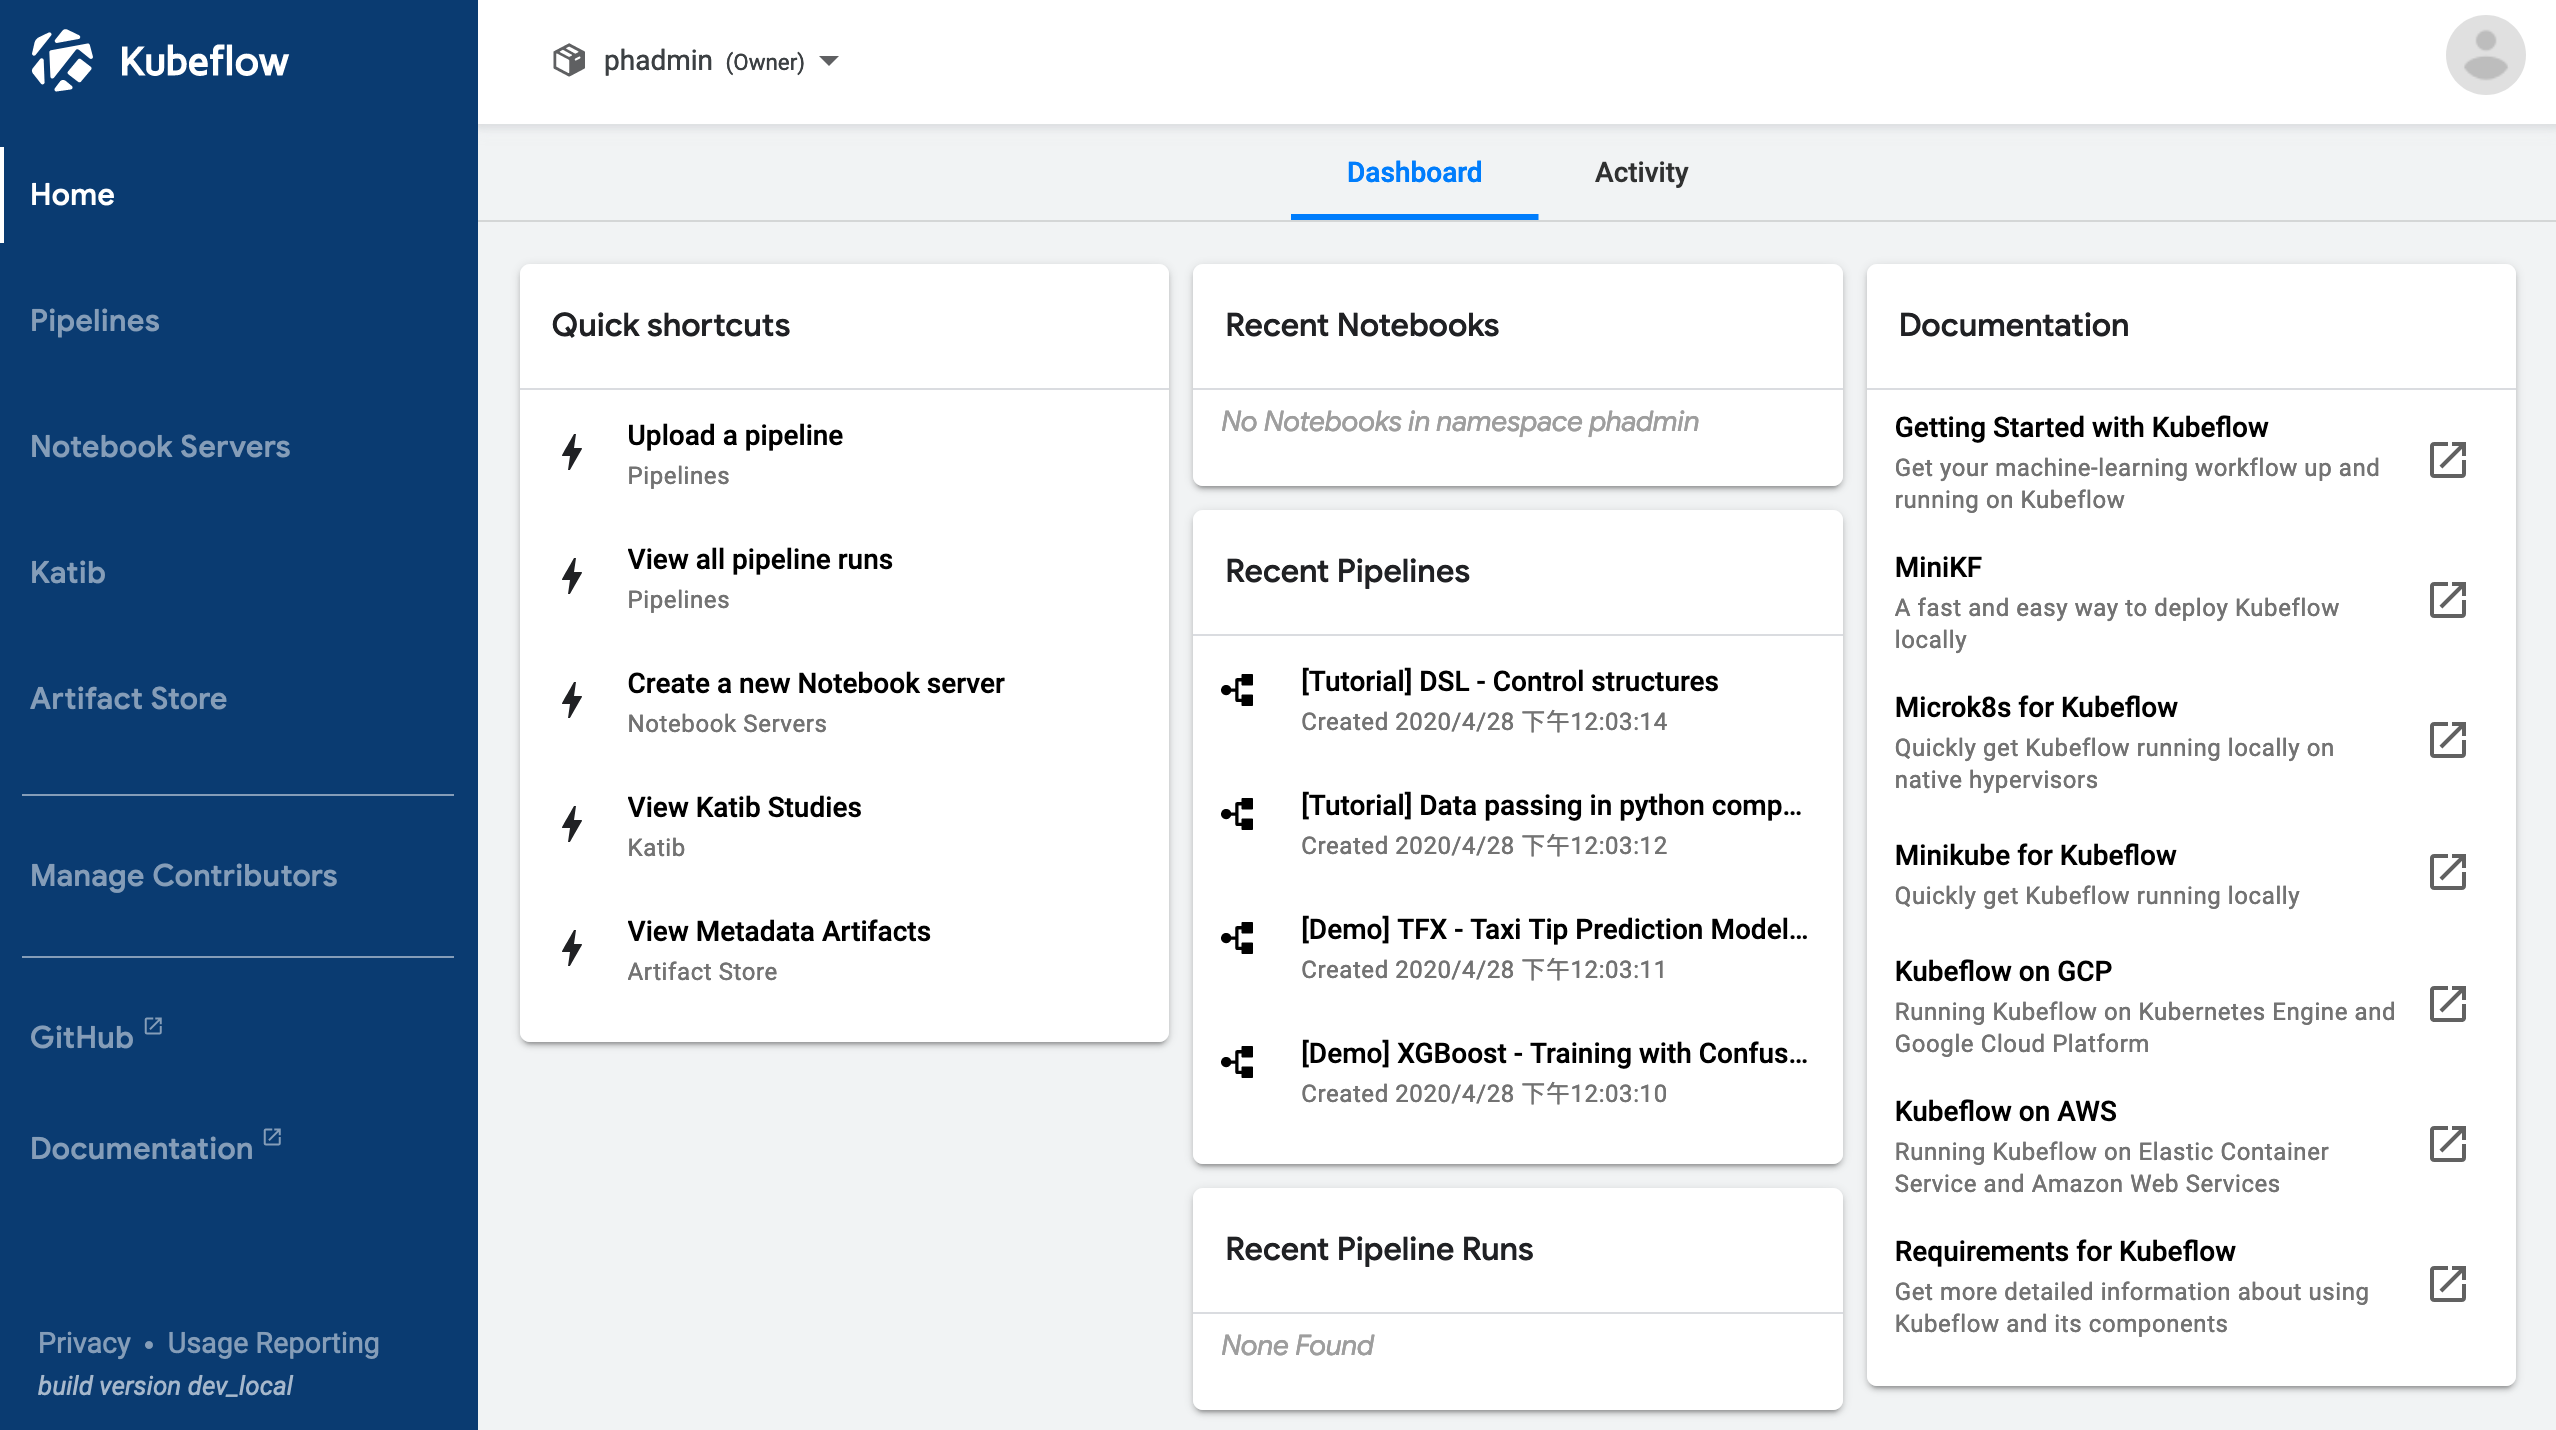 Kubeflow
Home
Pipelines
Notebook Servers
Katib
Artifact Store
Manage Contributors
GitHub
Documentation
Privacy • Usage Reporting
build version dev_local
phadmin (Owner)
Dashboard
Activity
Quick shortcuts
Upload a pipeline
Pipelines
View all pipeline runs
Pipelines
Create a new Notebook server
Notebook Servers
View Katib Studies
Katib
View Metadata Artifacts
Artifact Store
Recent Notebooks
No Notebooks in namespace phadmin
Recent Pipelines
[Tutorial] DSL - Control structures
Created 2020/4/28 下午12:03:14
[Tutorial] Data passing in python comp...
Created 2020/4/28 下午12:03:12
[Demo] TFX - Taxi Tip Prediction Model...
Created 2020/4/28 下午12:03:11
[Demo] XGBoost - Training with Confus...
Created 2020/4/28 下午12:03:10
Recent Pipeline Runs
None Found
Documentation
Getting Started with Kubeflow
Get your machine-learning workflow up and
running on Kubeflow
MiniKF
A fast and easy way to deploy Kubeflow
locally
Microk8s for Kubeflow
Quickly get Kubeflow running locally on
native hypervisors
Minikube for Kubeflow
Quickly get Kubeflow running locally
Kubeflow on GCP
Running Kubeflow on Kubernetes Engine and
Google Cloud Platform
Kubeflow on AWS
Running Kubeflow on Elastic Container
Service and Amazon Web Services
Requirements for Kubeflow
Get more detailed information about using
Kubeflow and its components